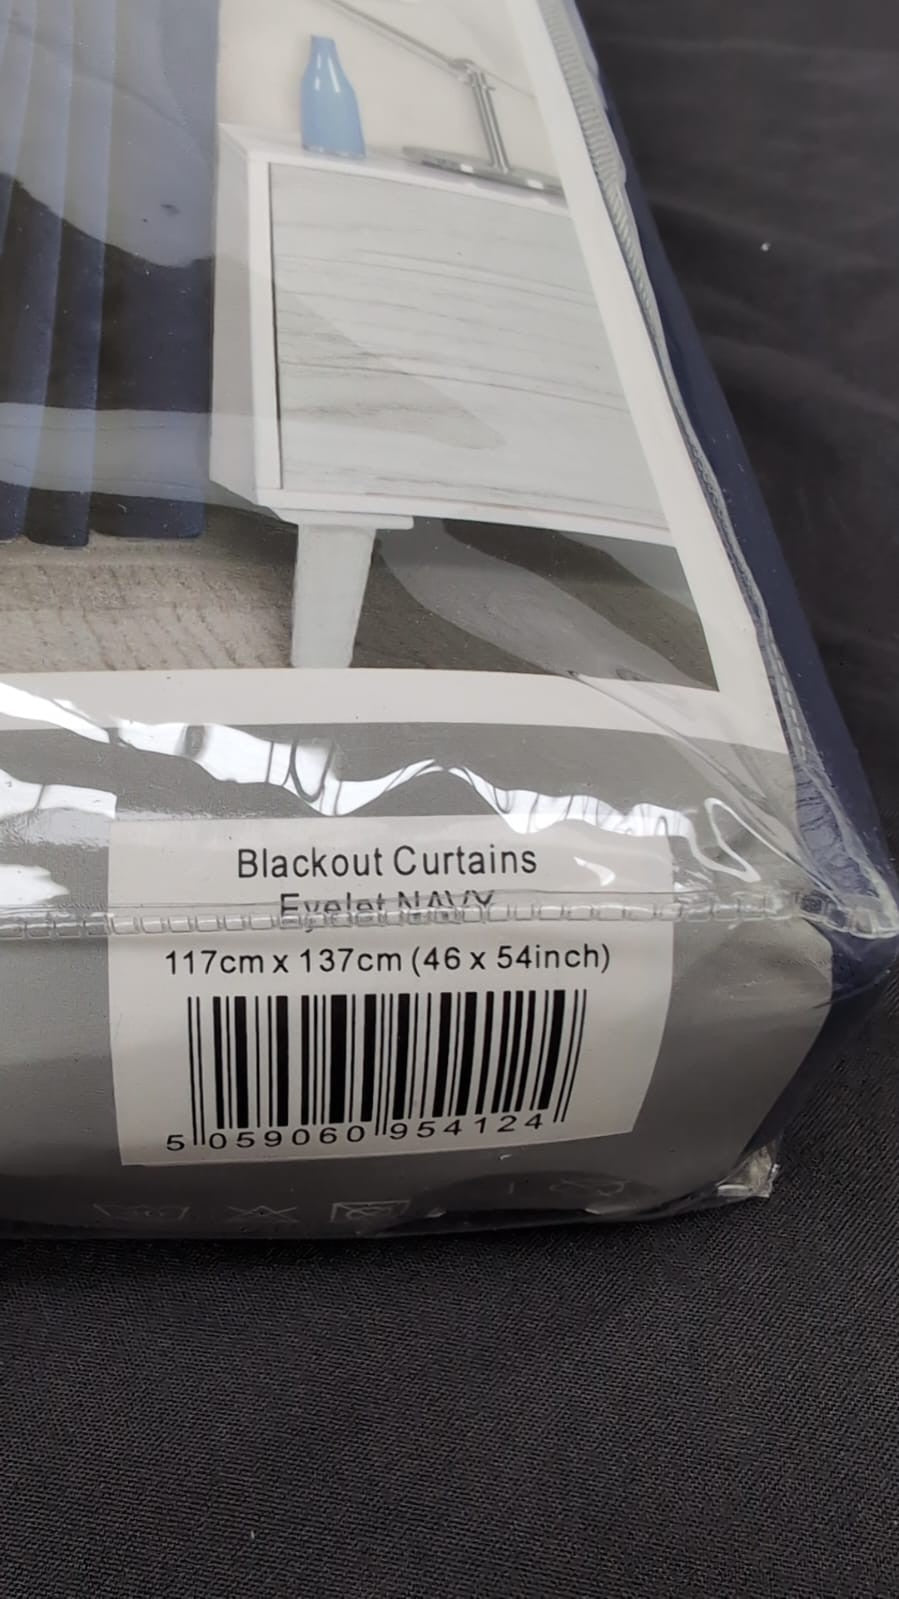 Blackout Curtains
Eyelet NAVY
117cm x 137cm (46 x 54inch)
5 059060 954124